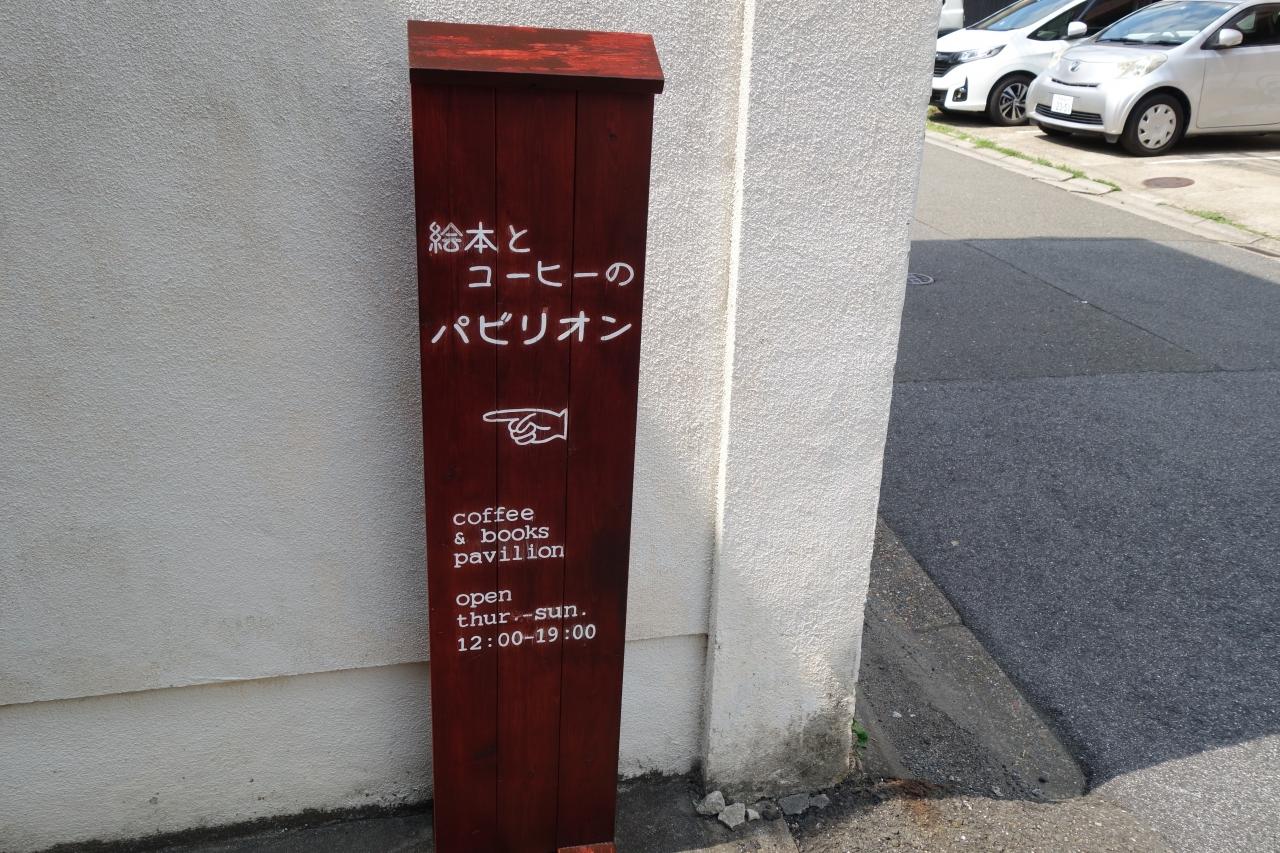 絵本と
コーヒーの
パビリオン
coffee
& books
pavilion
open
thur.-sun.
12:00-19:00